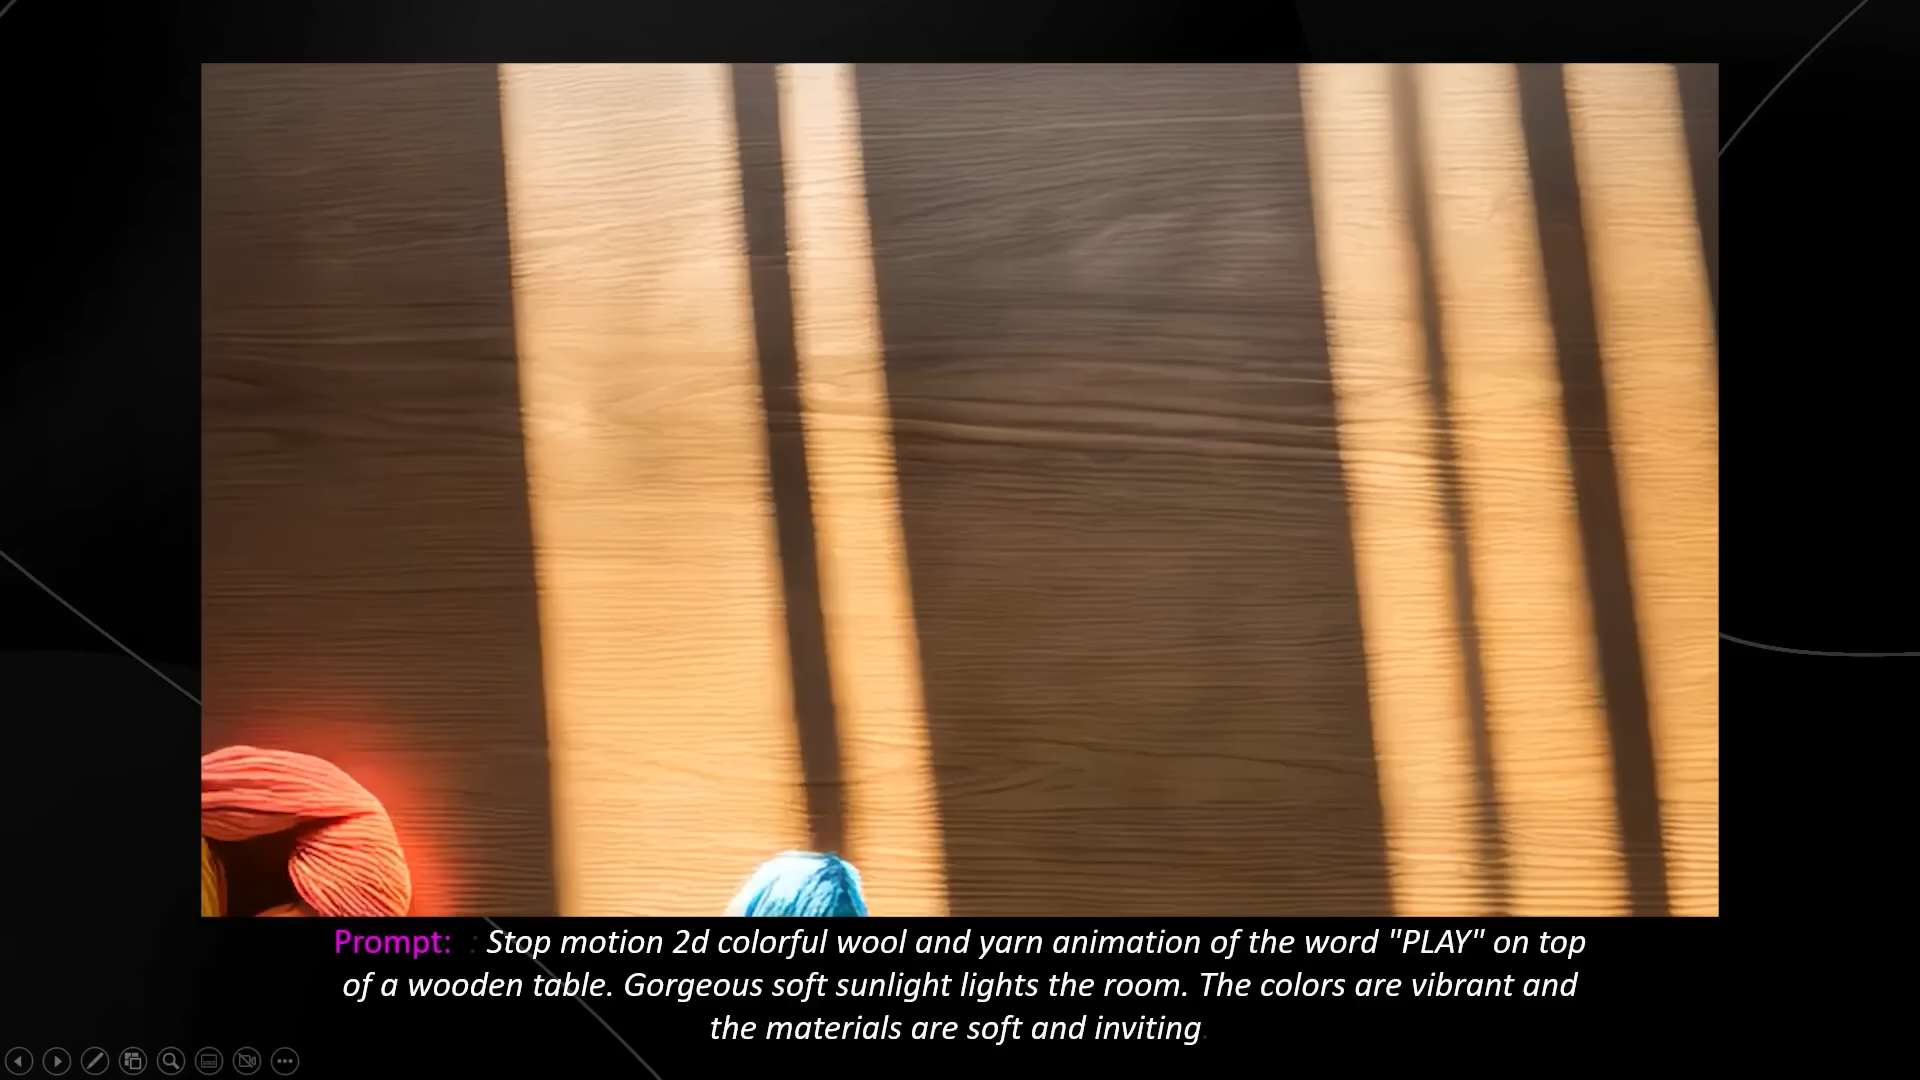 Prompt: : Stop motion 2d colorful wool and yarn animation of the word "PLAY" on top
of a wooden table. Gorgeous soft sunlight lights the room. The colors are vibrant and
the materials are soft and inviting.